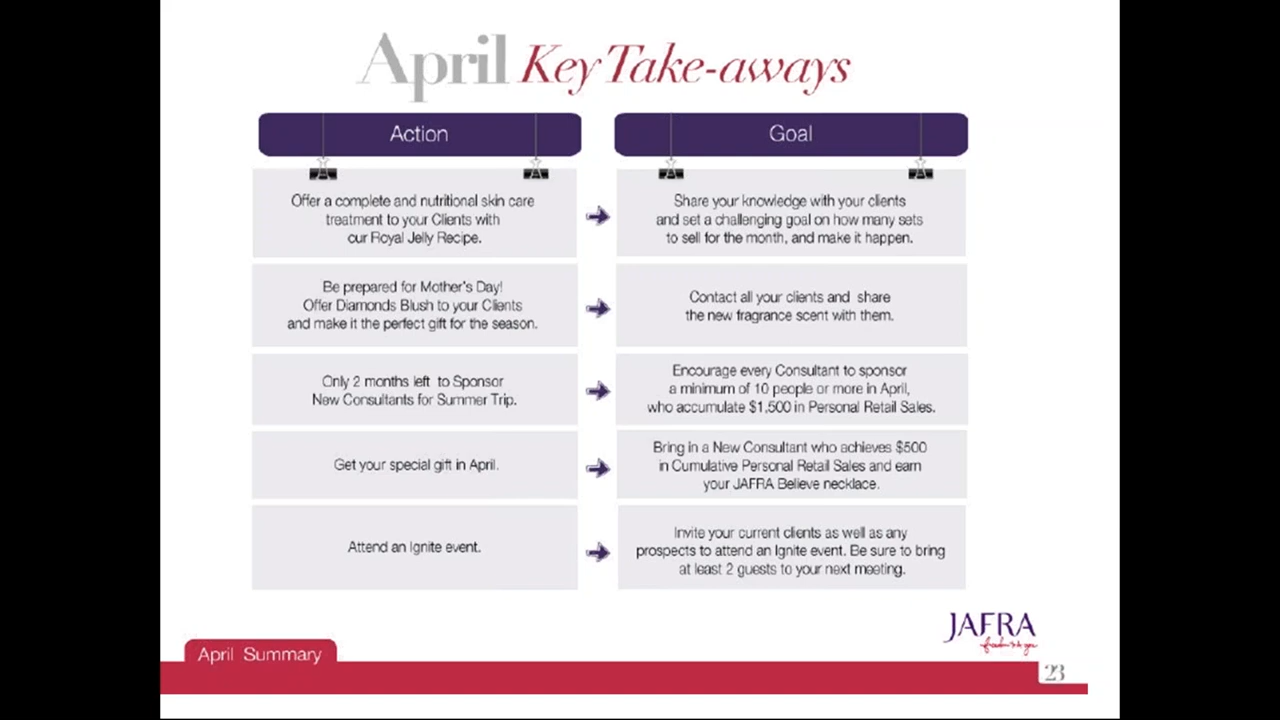 April Key Take-aways
Action
Goal
Offer a complete and nutritional skin care
treatment to your Clients with
our Royal Jelly Recipe.
Share your knowledge with your clients
and set a challenging goal on how many sets
to sell for the month, and make it happen.
Be prepared for Mother's Day!
Offer Diamonds Blush to your Clients
and make it the perfect gift for the season.
Contact all your clients and share
the new fragrance scent with them.
Only 2 months left to Sponsor
New Consultants for Summer Trip.
Encourage every Consultant to sponsor
a minimum of 10 people or more in April,
who accumulate $1,500 in Personal Retail Sales.
Get your special gift in April.
Bring in a New Consultant who achieves $500
in Cumulative Personal Retail Sales and earn
your JAFRA Believe necklace.
Attend an Ignite event.
Invite your current clients as well as any
prospects to attend an Ignite event. Be sure to bring
at least 2 guests to your next meeting.
JAFRA
April Summary
23